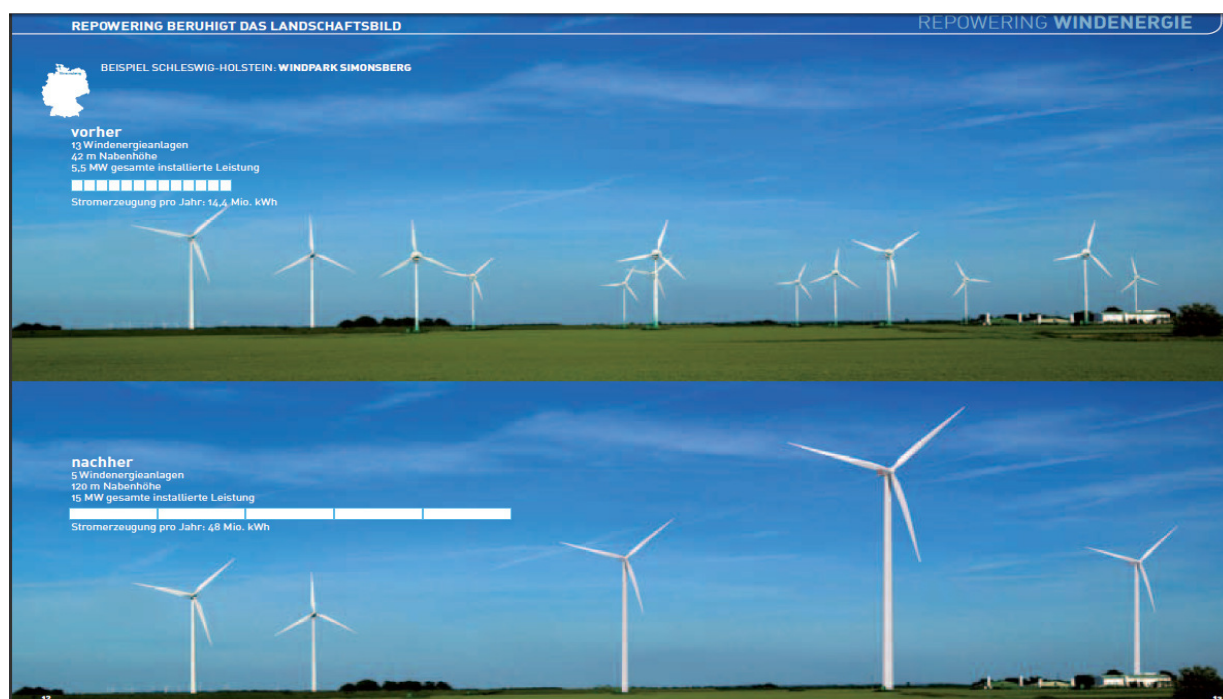 REPOWERING BERUHIGT DAS LANDSCHAFTSBILD
REPOWERING WINDENERGIE
BEISPIEL SCHLESWIG-HOLSTEIN: WINDPARK SIMONSBERG
Simonsberg
vorher
13 Windenergieanlagen
42 m Nabenhöhe
5,5 MW gesamte installierte Leistung
Stromerzeugung pro Jahr: 14,4 Mio. kWh
nachher
5 Windenergieanlagen
120 m Nabenhöhe
15 MW gesamte installierte Leistung
Stromerzeugung pro Jahr: 48 Mio. kWh